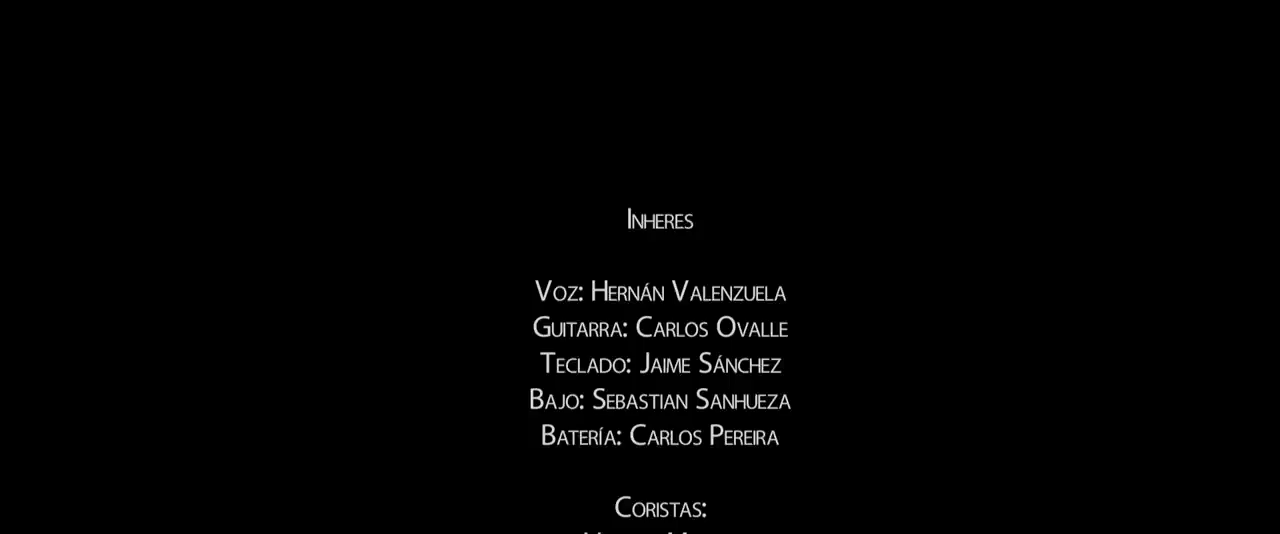 Inheres
Voz: Hernán Valenzuela
Guitarra: Carlos Ovalle
Teclado: Jaime Sánchez
Bajo: Sebastian Sanhueza
Batería: Carlos Pereira
Coristas: